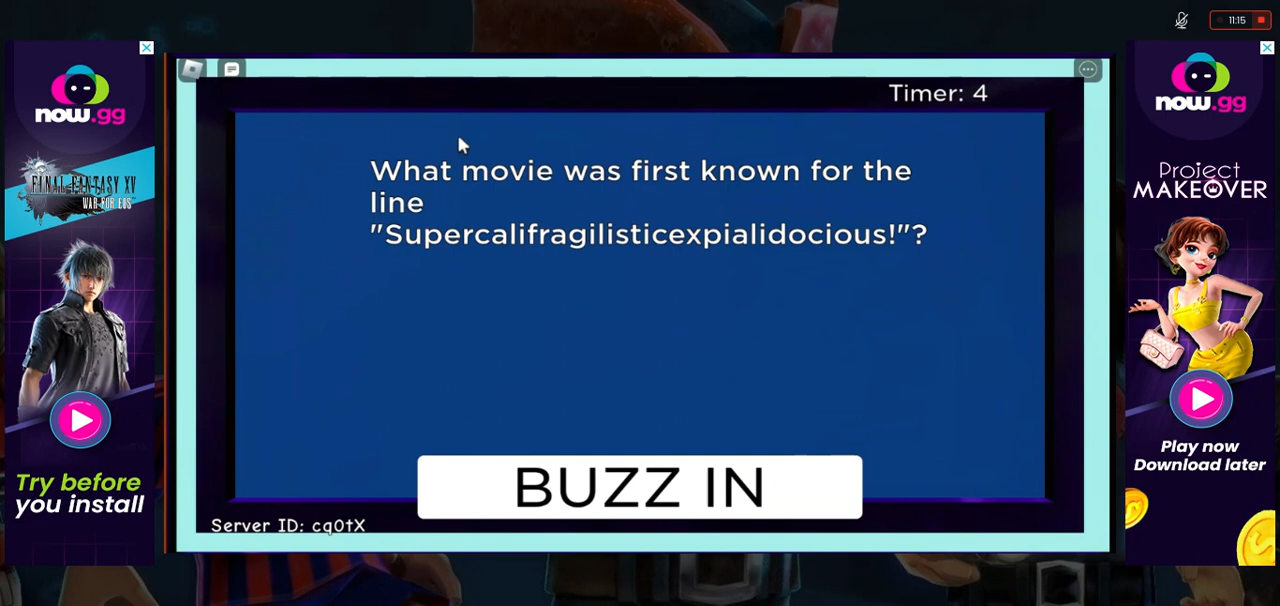 11:15
now.gg
now.gg
Timer: 4
What movie was first known for the
line
"Supercalifragilisticexpialidocious!"?
FINAL FANTASY XV
WAR FOR EOS
Project
MAKEOVER
Try before
you install
Play now
Download later
BUZZ IN
Server ID: cq0tX